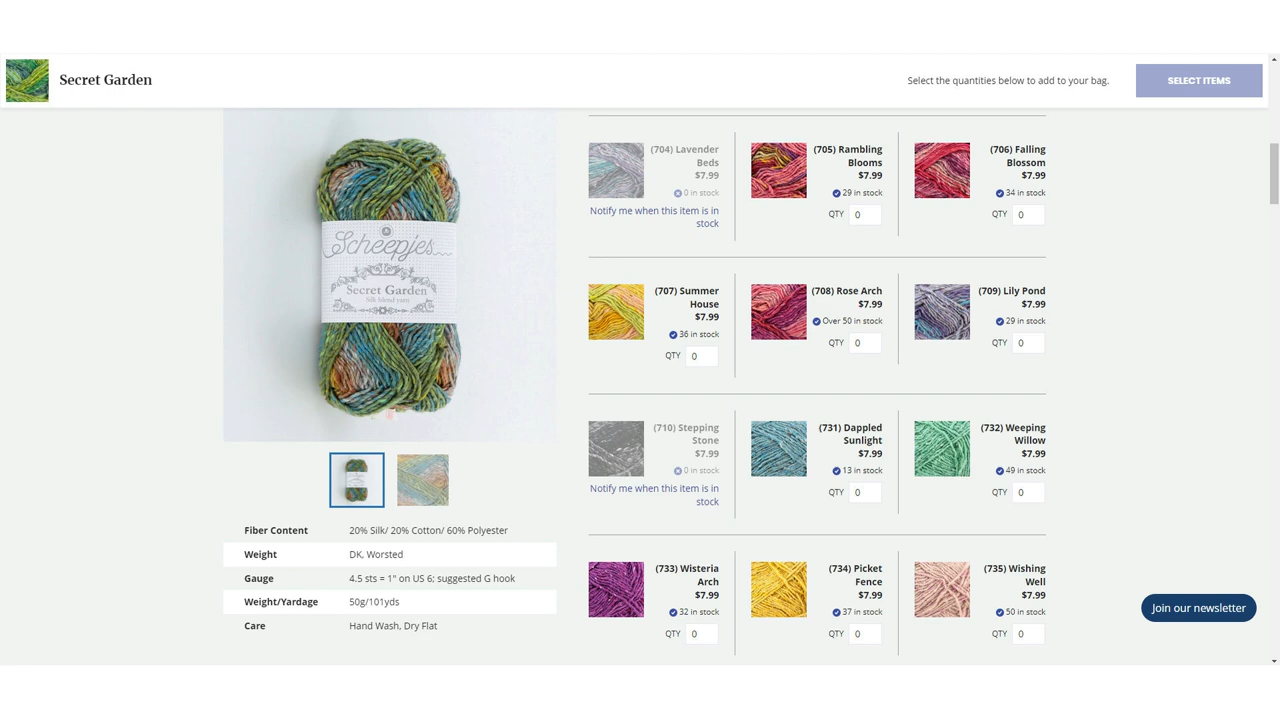 Secret Garden
Select the quantities below to add to your bag.
SELECT ITEMS
Scheepjes
Secret Garden
Silk blend yarn
Fiber Content 20% Silk/ 20% Cotton/ 60% Polyester
Weight DK, Worsted
Gauge 4.5 sts = 1" on US 6; suggested G hook
Weight/Yardage 50g/101yds
Care Hand Wash, Dry Flat
(704) Lavender
Beds
$7.99
0 in stock
Notify me when this item is in
stock
(705) Rambling
Blooms
$7.99
29 in stock
QTY 0
(706) Falling
Blossom
$7.99
34 in stock
QTY 0
(707) Summer
House
$7.99
36 in stock
QTY 0
(708) Rose Arch
$7.99
Over 50 in stock
QTY 0
(709) Lily Pond
$7.99
29 in stock
QTY 0
(710) Stepping
Stone
$7.99
0 in stock
Notify me when this item is in
stock
(731) Dappled
Sunlight
$7.99
13 in stock
QTY 0
(732) Weeping
Willow
$7.99
49 in stock
QTY 0
(733) Wisteria
Arch
$7.99
32 in stock
QTY 0
(734) Picket
Fence
$7.99
37 in stock
QTY 0
(735) Wishing
Well
$7.99
50 in stock
QTY 0
Join our newsletter